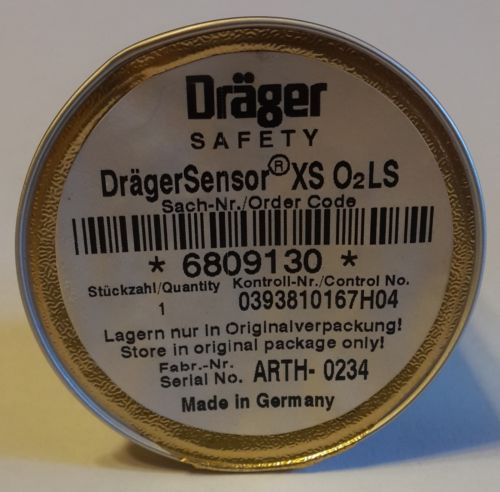 Dräger
SAFETY
DrägerSensor® XS O₂LS
Sach-Nr./Order Code
* 6809130 *
Stückzahl/Quantity Kontroll-Nr./Control No.
1 0393810167H04
Lagern nur in Originalverpackung!
Store in original package only!
Fabr.-Nr.
Serial No. ARTH- 0234
Made in Germany